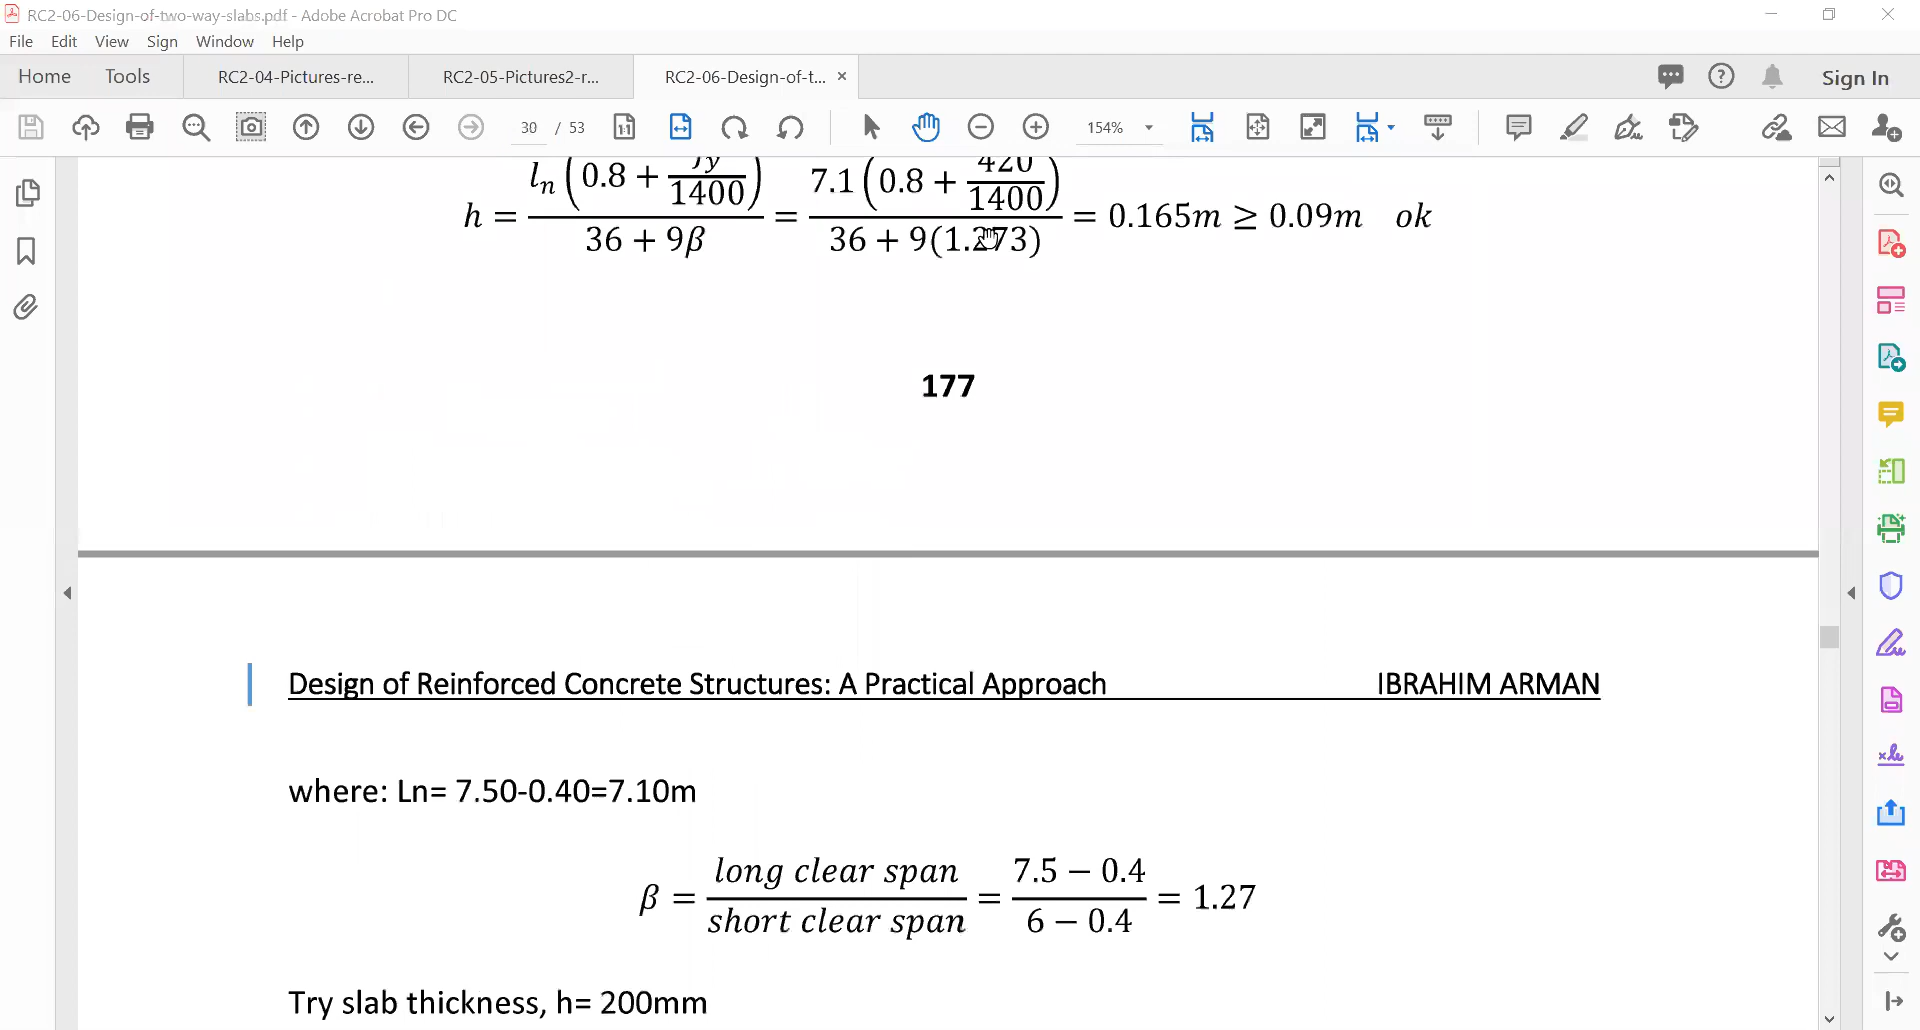 RC2-06-Design-of-two-way-slabs.pdf - Adobe Acrobat Pro DC
File Edit View Sign Window Help
Home Tools RC2-04-Pictures-re... RC2-05-Pictures2-r... RC2-06-Design-of-t... × Sign In
30 / 53 154%
h = l_n (0.8 + fy/1400) / (36 + 9β) = 7.1 (0.8 + 420/1400) / (36 + 9(1.273)) = 0.165m ≥ 0.09m ok
177
Design of Reinforced Concrete Structures: A Practical Approach IBRAHIM ARMAN
where: Ln= 7.50-0.40=7.10m
β = long clear span / short clear span = (7.5 − 0.4) / (6 − 0.4) = 1.27
Try slab thickness, h= 200mm